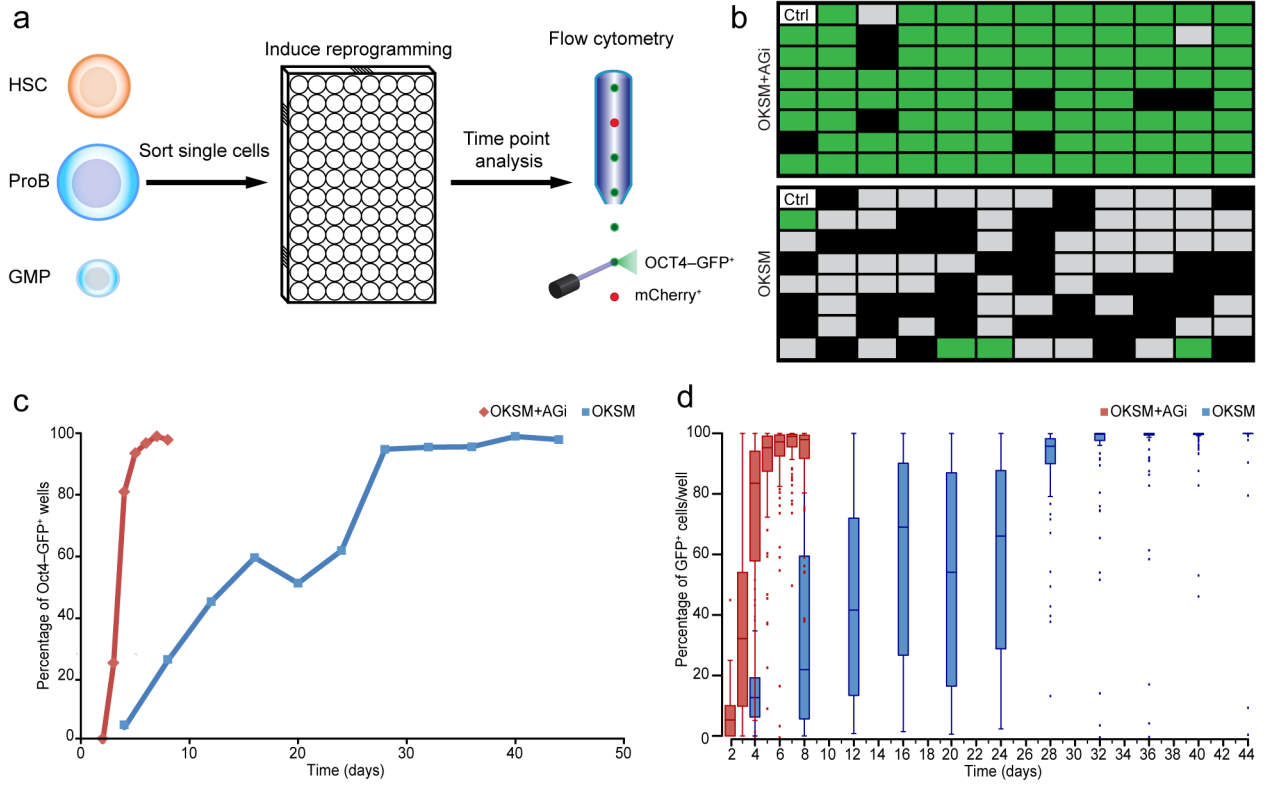 a
HSC
ProB
GMP
Sort single cells
Induce reprogramming
Time point
analysis
Flow cytometry
OCT4–GFP⁺
mCherry⁺
b
OKSM+AGi
Ctrl
OKSM
Ctrl
c
OKSM+AGi OKSM
Percentage of Oct4–GFP⁺ wells
100
80
60
40
20
0
0 10 20 30 40 50
Time (days)
d
OKSM+AGi OKSM
Percentage of GFP⁺ cells/well
100
80
60
40
20
0
2 4 6 8 10 12 14 16 18 20 22 24 26 28 30 32 34 36 38 40 42 44
Time (days)